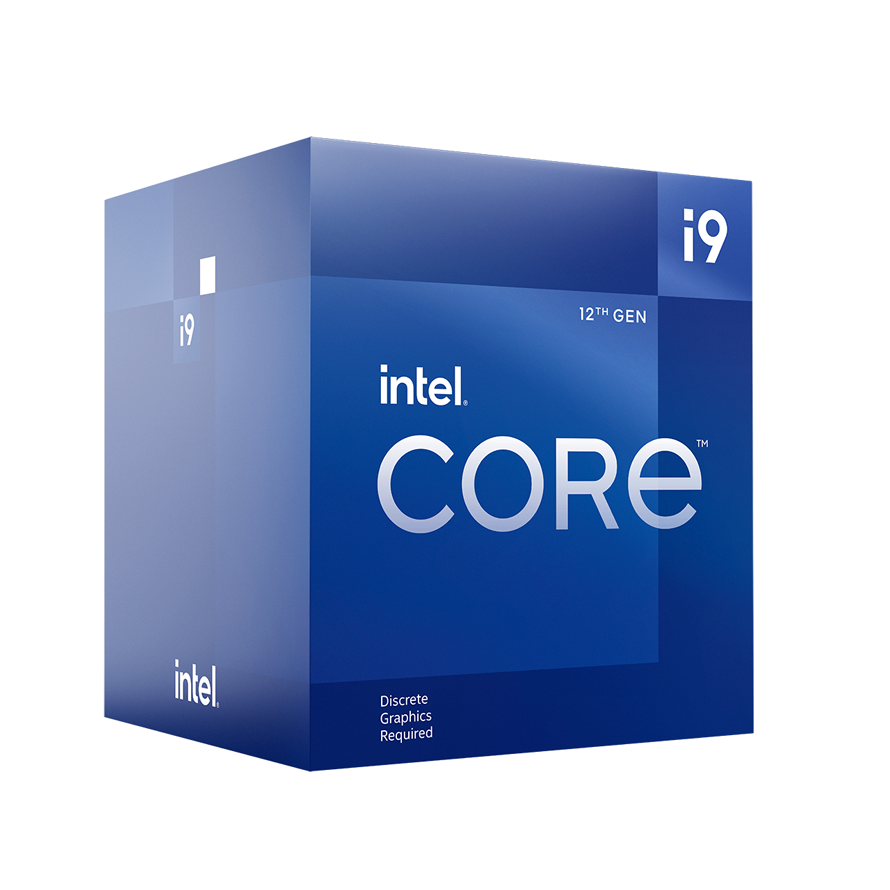 i9
12TH GEN
intel®
CORe™
Discrete
Graphics
Required
i9
intel®